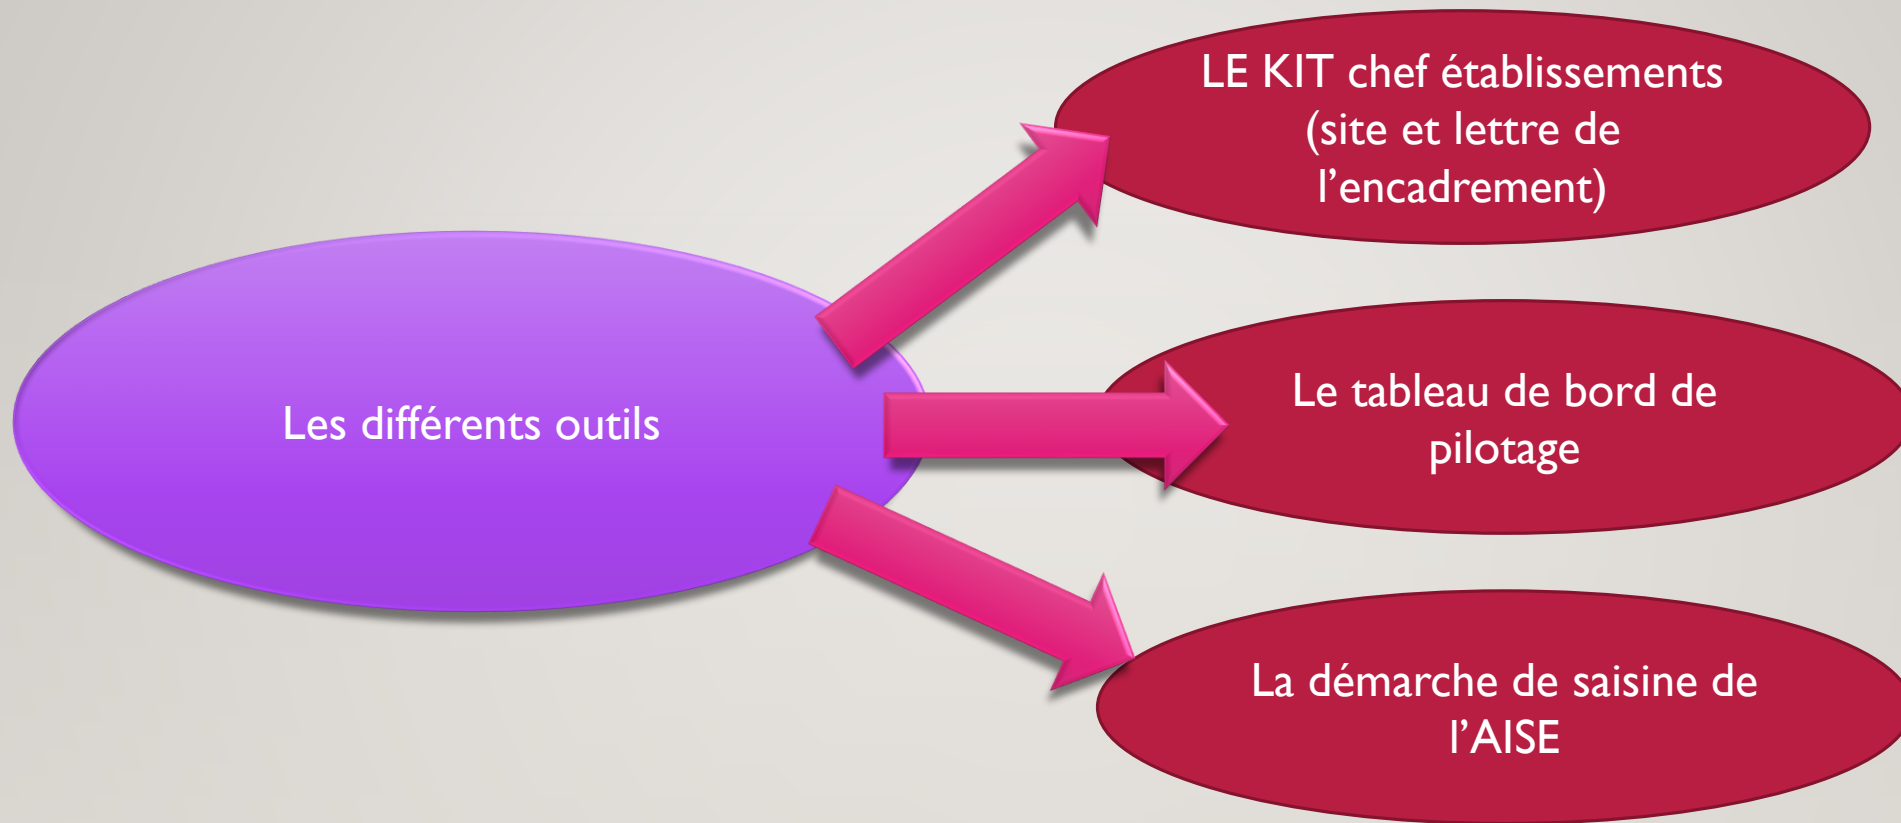 LE KIT chef établissements
(site et lettre de
l’encadrement)
Les différents outils
Le tableau de bord de
pilotage
La démarche de saisine de
l’AISE